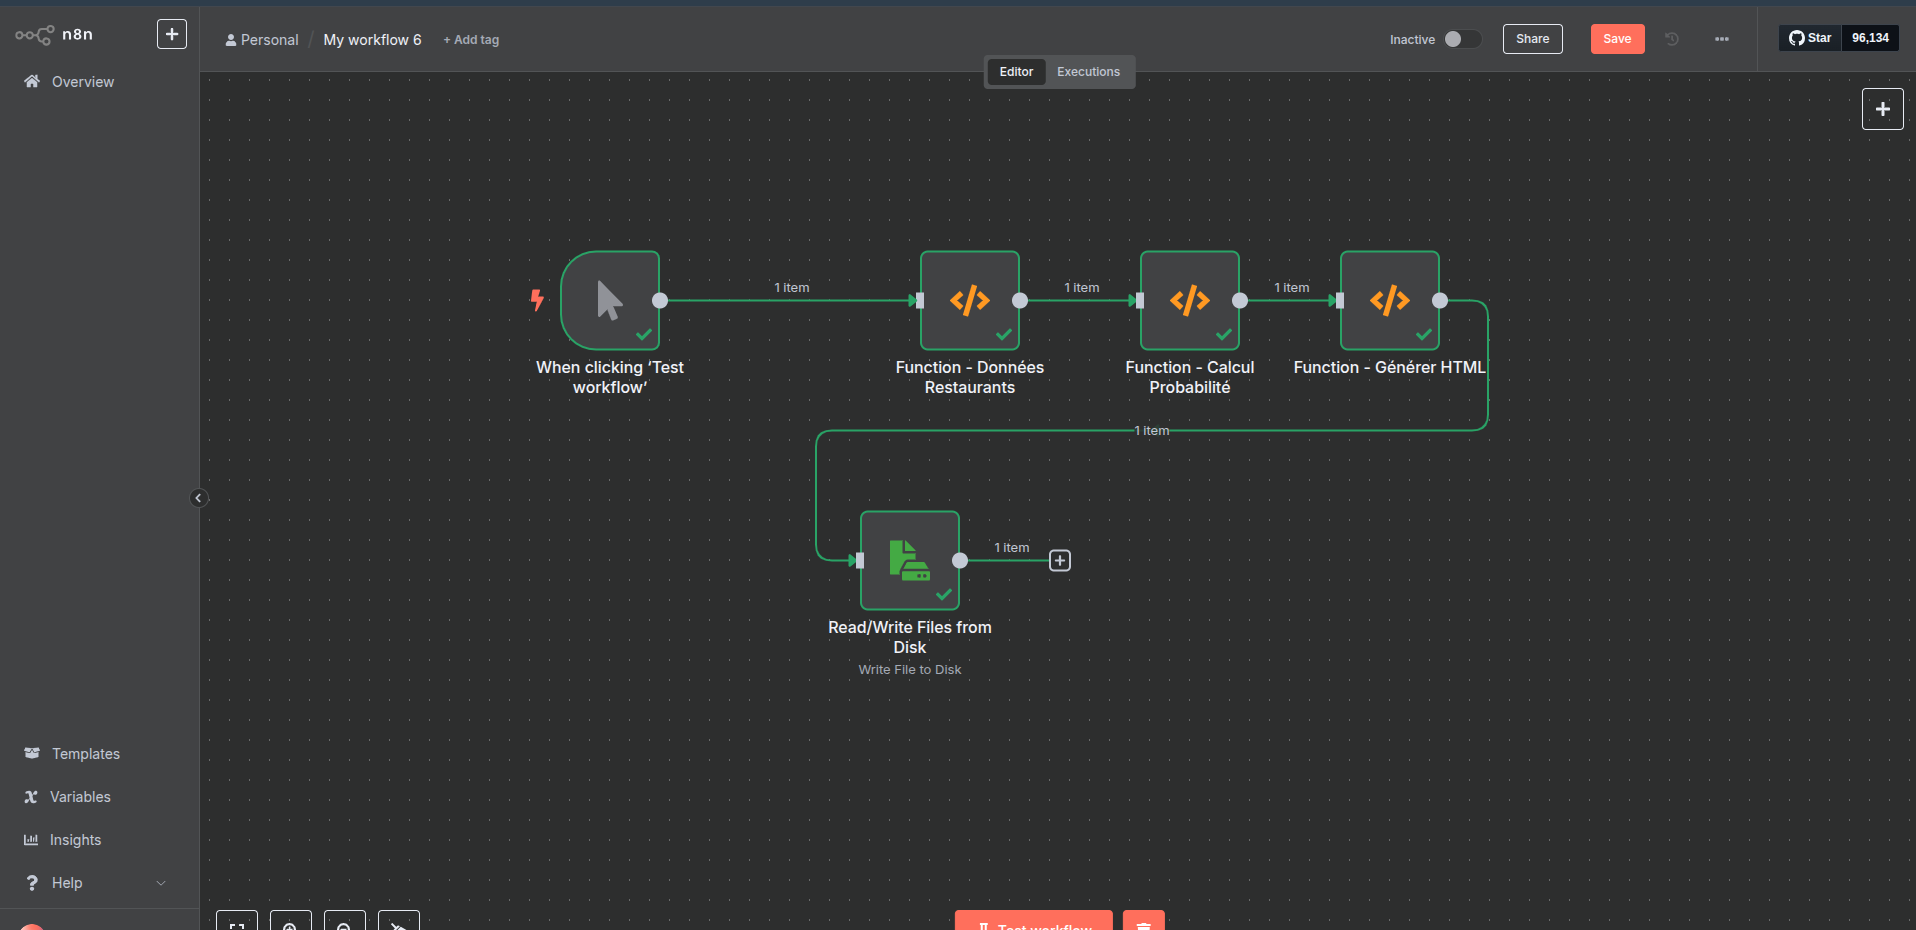 n8n
Personal / My workflow 6 + Add tag
Inactive
Share
Save
Star 96,134
Editor Executions
Overview
1 item
1 item
1 item
When clicking ‘Test
workflow’
Function - Données
Restaurants
Function - Calcul
Probabilité
Function - Générer HTML
1 item
1 item
Read/Write Files from
Disk
Write File to Disk
Templates
Variables
Insights
Help
Test workflow